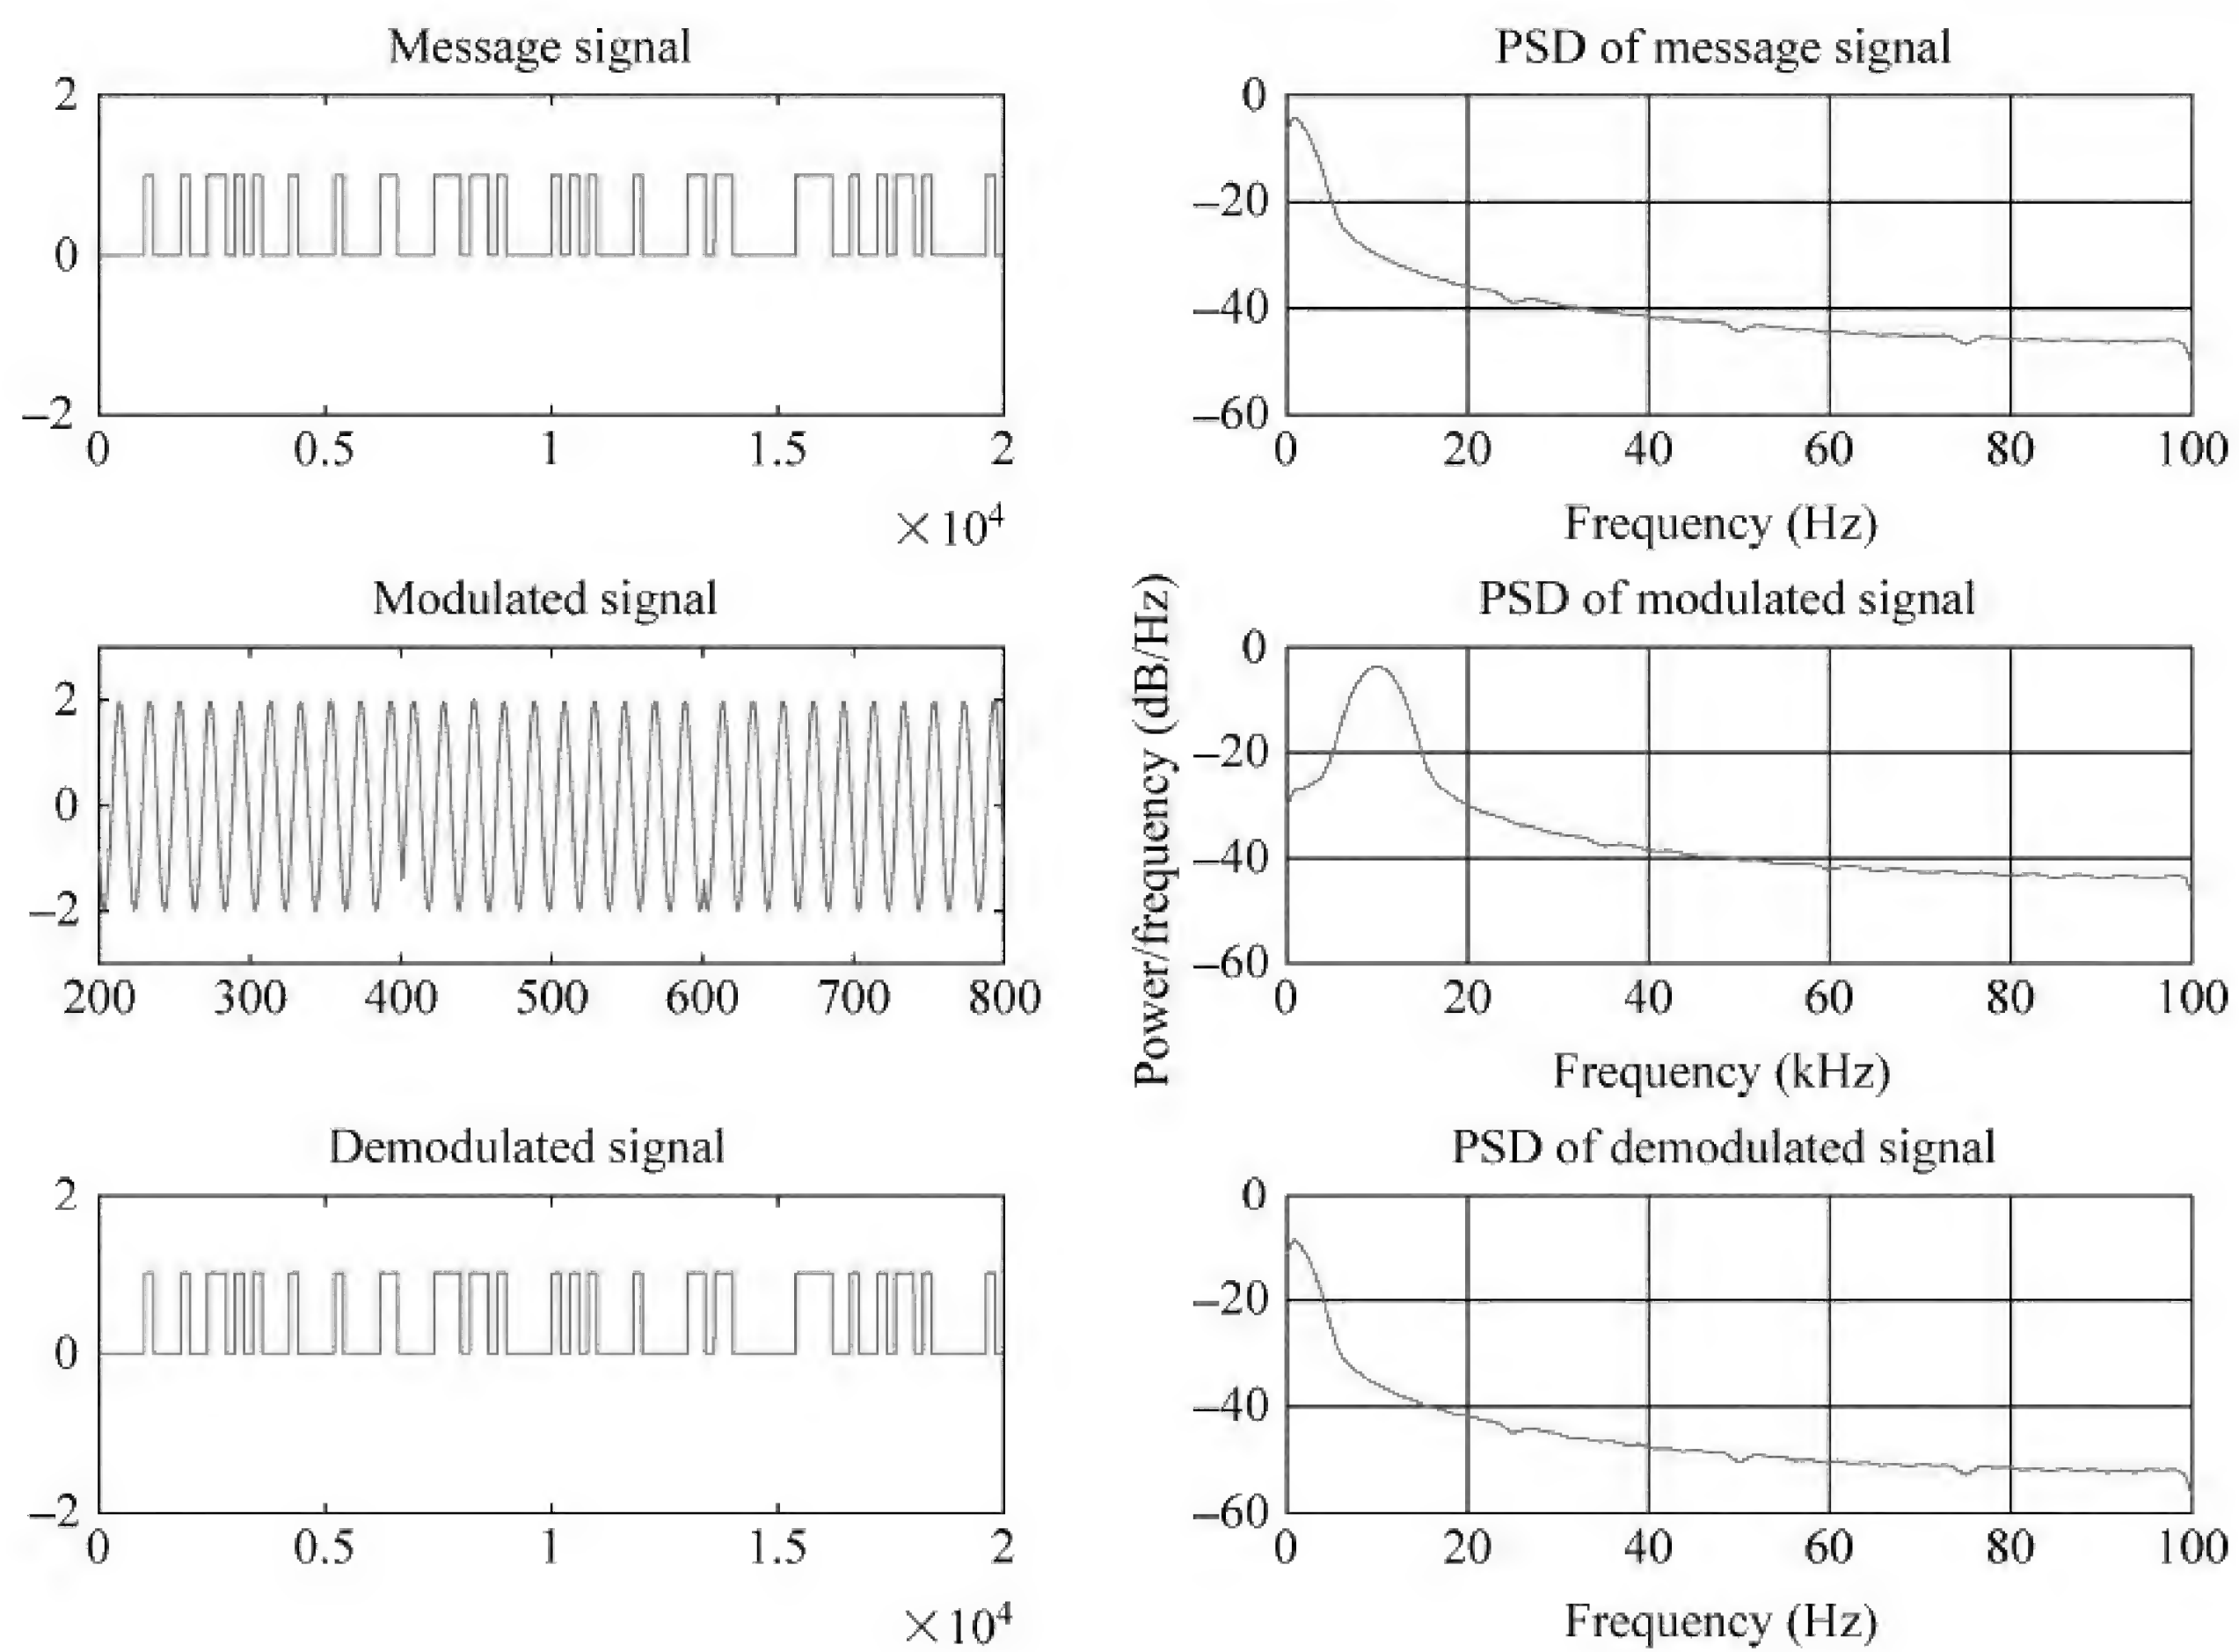 Message signal
2
0
−2
0 0.5 1 1.5 2
×10⁴
PSD of message signal
0
−20
−40
−60
0 20 40 60 80 100
Frequency (Hz)
Modulated signal
2
0
−2
200 300 400 500 600 700 800
Power/frequency (dB/Hz)
PSD of modulated signal
0
−20
−40
−60
0 20 40 60 80 100
Frequency (kHz)
Demodulated signal
2
0
−2
0 0.5 1 1.5 2
×10⁴
PSD of demodulated signal
0
−20
−40
−60
0 20 40 60 80 100
Frequency (Hz)